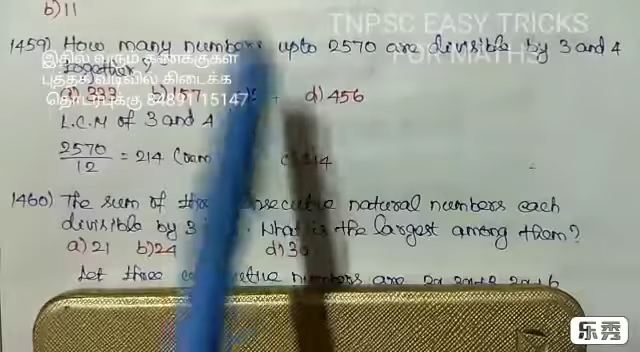 b) 11
TNPSC EASY TRICKS
FOR MATHS
1459) How many numbers upto 2570 are divisible by 3 and 4
together?
இதில் வரும் கணக்குகள்
புத்தக வடிவில் கிடைக்க
தொடர்புக்கு 8489115147
a) 333 b) 157 d) 456
L.C.M of 3 and 4
2570
12 = 214
1460) The sum of natural numbers each
divisible by 3 What is the largest among them?
a) 21 b) 24 d) 30
Let three numbers are
乐秀